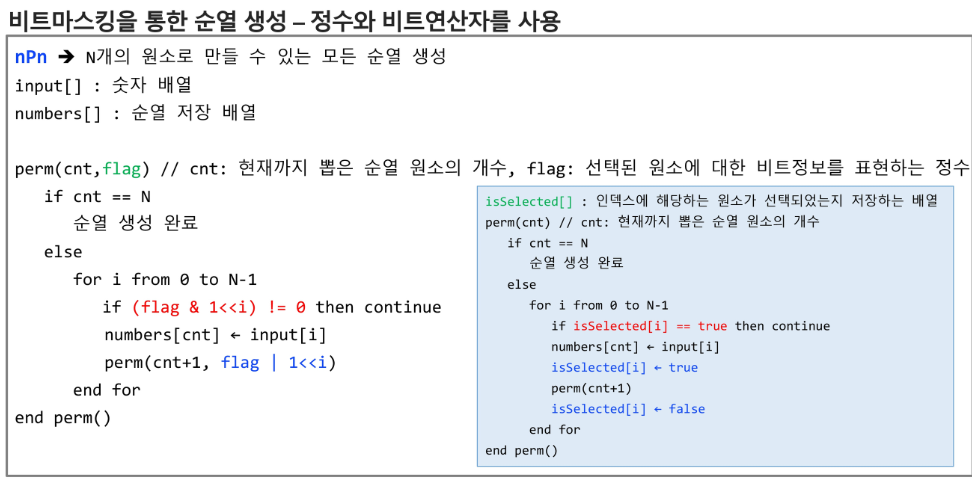 비트마스킹을 통한 순열 생성 – 정수와 비트연산자를 사용
nPn ➔ N개의 원소로 만들 수 있는 모든 순열 생성
input[] : 숫자 배열
numbers[] : 순열 저장 배열
perm(cnt,flag) // cnt: 현재까지 뽑은 순열 원소의 개수, flag: 선택된 원소에 대한 비트정보를 표현하는 정수
if cnt == N
순열 생성 완료
else
for i from 0 to N-1
if (flag & 1<<i) != 0 then continue
numbers[cnt] ← input[i]
perm(cnt+1, flag | 1<<i)
end for
end perm()
isSelected[] : 인덱스에 해당하는 원소가 선택되었는지 저장하는 배열
perm(cnt) // cnt: 현재까지 뽑은 순열 원소의 개수
if cnt == N
순열 생성 완료
else
for i from 0 to N-1
if isSelected[i] == true then continue
numbers[cnt] ← input[i]
isSelected[i] ← true
perm(cnt+1)
isSelected[i] ← false
end for
end perm()